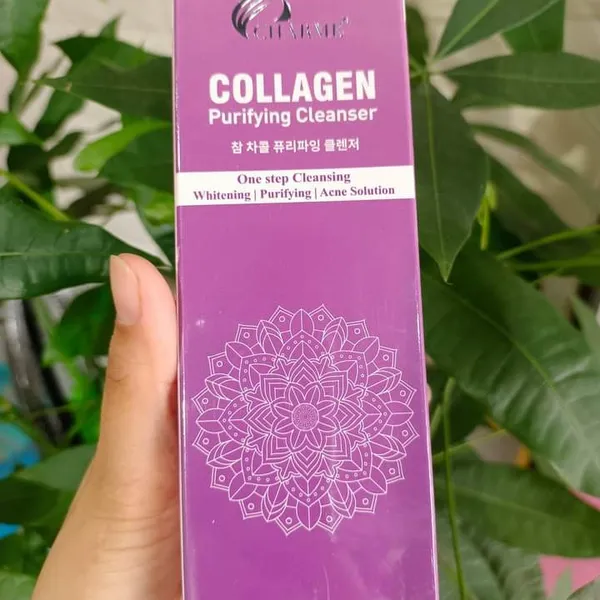 CHARME
COLLAGEN
Purifying Cleanser
참 차콜 퓨리파잉 클렌저
One step Cleansing
Whitening | Purifying | Acne Solution